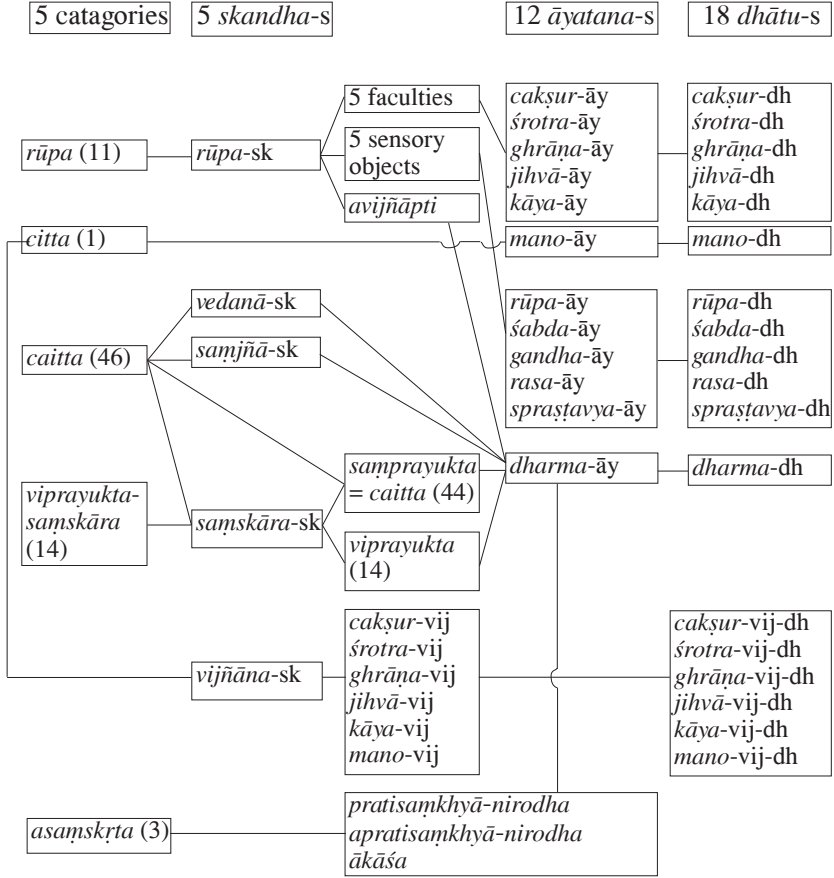 5 catagories
5 skandha-s
12 āyatana-s
18 dhātu-s
rūpa (11)
rūpa-sk
5 faculties
5 sensory
objects
avijñāpti
cakṣur-āy
śrotra-āy
ghrāṇa-āy
jihvā-āy
kāya-āy
cakṣur-dh
śrotra-dh
ghrāṇa-dh
jihvā-dh
kāya-dh
citta (1)
mano-āy
mano-dh
caitta (46)
vedanā-sk
saṃjñā-sk
rūpa-āy
śabda-āy
gandha-āy
rasa-āy
spraṣṭavya-āy
rūpa-dh
śabda-dh
gandha-dh
rasa-dh
spraṣṭavya-dh
viprayukta-
saṃskāra
(14)
saṃskāra-sk
saṃprayukta
= caitta (44)
viprayukta
(14)
dharma-āy
dharma-dh
vijñāna-sk
cakṣur-vij
śrotra-vij
ghrāṇa-vij
jihvā-vij
kāya-vij
mano-vij
cakṣur-vij-dh
śrotra-vij-dh
ghrāṇa-vij-dh
jihvā-vij-dh
kāya-vij-dh
mano-vij-dh
asaṃskṛta (3)
pratisaṃkhyā-nirodha
apratisaṃkhyā-nirodha
ākāśa